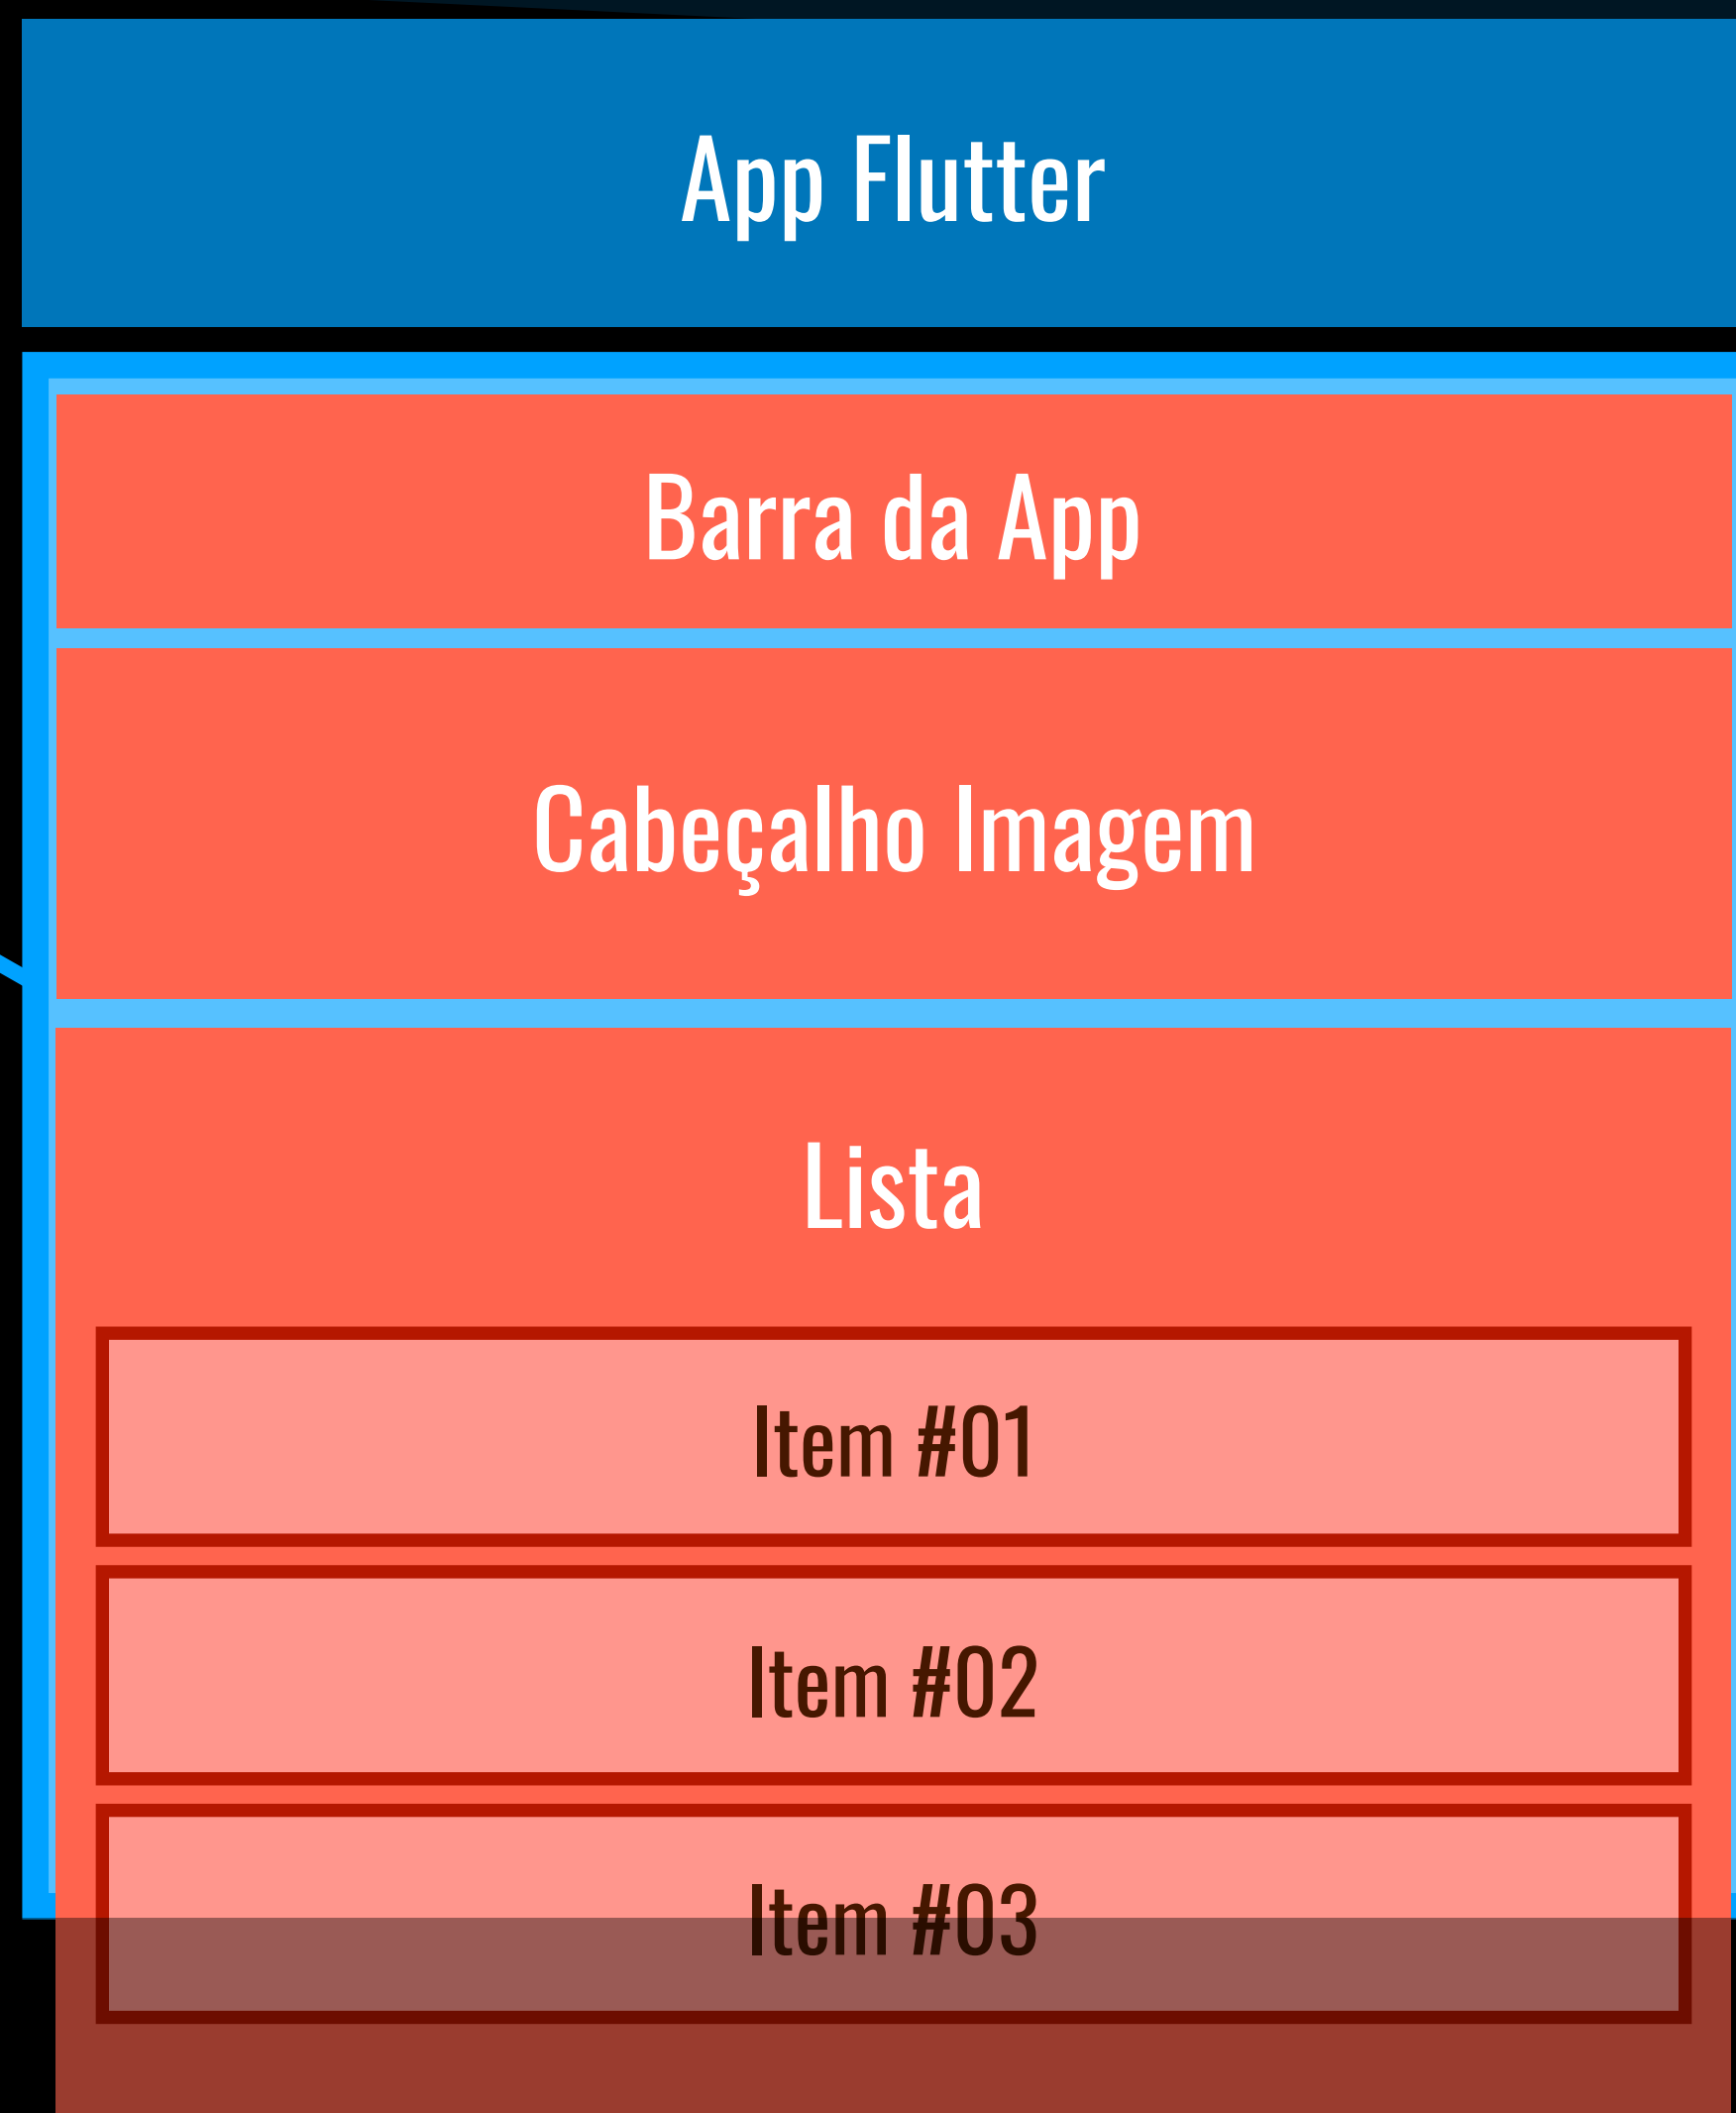 App Flutter
Barra da App
Cabeçalho Imagem
Lista
Item #01
Item #02
Item #03